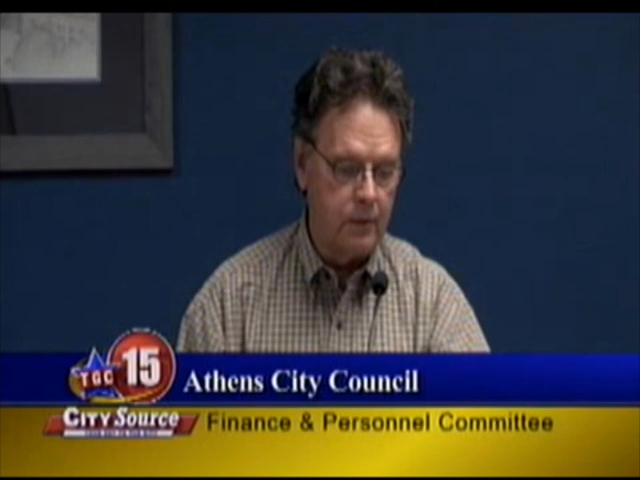 TGC 15
Athens City Council
CITY SOURCE
Finance & Personnel Committee